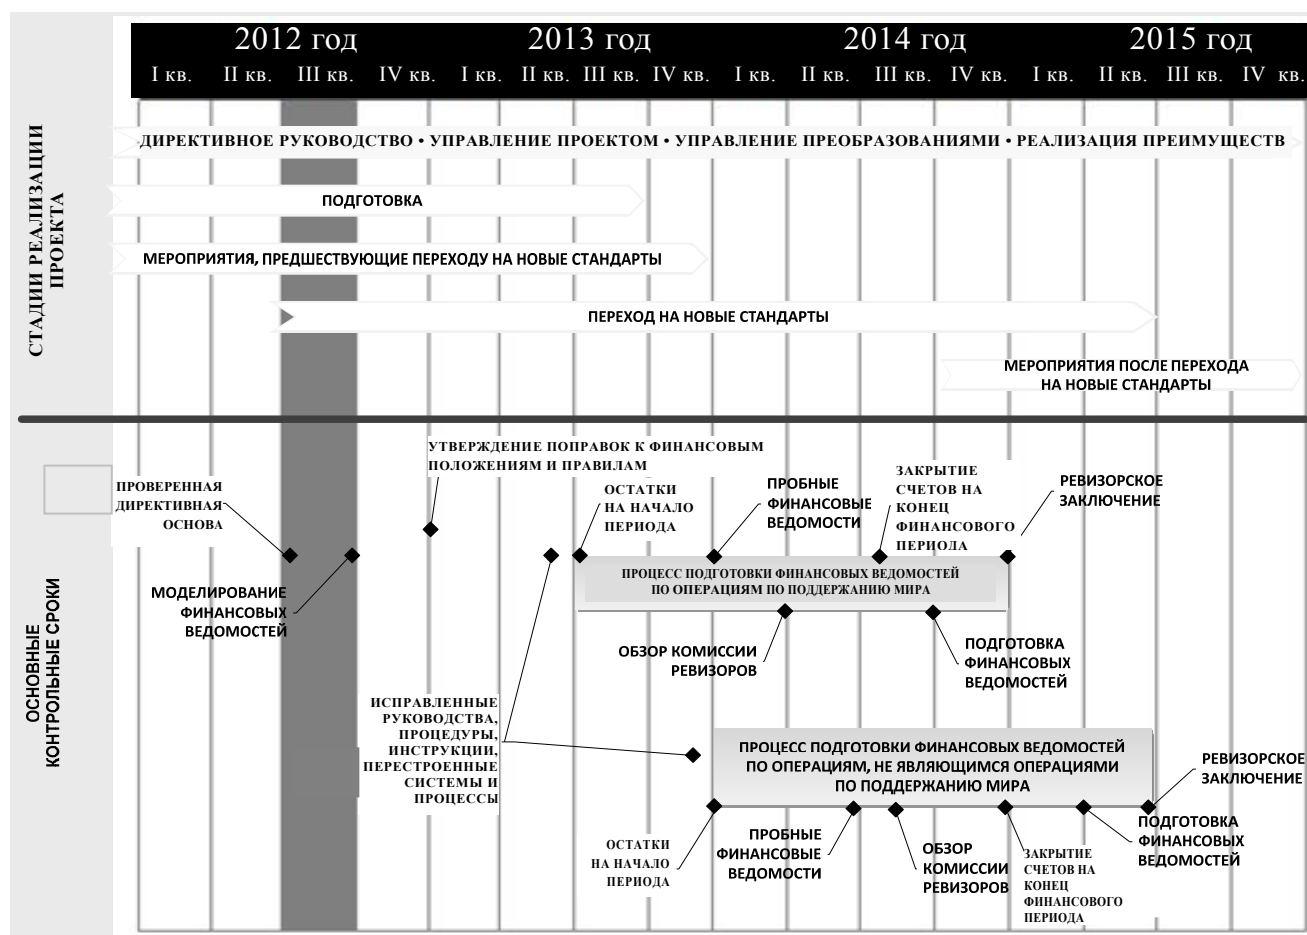 2012 год 2013 год 2014 год 2015 год
I кв. II кв. III кв. IV кв. I кв. II кв. III кв. IV кв. I кв. II кв. III кв. IV кв. I кв. II кв. III кв. IV кв.
СТАДИИ РЕАЛИЗАЦИИ
ПРОЕКТА
ДИРЕКТИВНОЕ РУКОВОДСТВО • УПРАВЛЕНИЕ ПРОЕКТОМ • УПРАВЛЕНИЕ ПРЕОБРАЗОВАНИЯМИ • РЕАЛИЗАЦИЯ ПРЕИМУЩЕСТВ
ПОДГОТОВКА
МЕРОПРИЯТИЯ, ПРЕДШЕСТВУЮЩИЕ ПЕРЕХОДУ НА НОВЫЕ СТАНДАРТЫ
ПЕРЕХОД НА НОВЫЕ СТАНДАРТЫ
МЕРОПРИЯТИЯ ПОСЛЕ ПЕРЕХОДА
НА НОВЫЕ СТАНДАРТЫ
ОСНОВНЫЕ
КОНТРОЛЬНЫЕ СРОКИ
ПРОВЕРЕННАЯ
ДИРЕКТИВНАЯ
ОСНОВА
МОДЕЛИРОВАНИЕ
ФИНАНСОВЫХ
ВЕДОМОСТЕЙ
УТВЕРЖДЕНИЕ ПОПРАВОК К ФИНАНСОВЫМ
ПОЛОЖЕНИЯМ И ПРАВИЛАМ
ОСТАТКИ
НА НАЧАЛО
ПЕРИОДА
ПРОБНЫЕ
ФИНАНСОВЫЕ
ВЕДОМОСТИ
ЗАКРЫТИЕ
СЧЕТОВ НА
КОНЕЦ
ФИНАНСОВОГО
ПЕРИОДА
РЕВИЗОРСКОЕ
ЗАКЛЮЧЕНИЕ
ПРОЦЕСС ПОДГОТОВКИ ФИНАНСОВЫХ ВЕДОМОСТЕЙ
ПО ОПЕРАЦИЯМ ПО ПОДДЕРЖАНИЮ МИРА
ОБЗОР КОМИССИИ
РЕВИЗОРОВ
ПОДГОТОВКА
ФИНАНСОВЫХ
ВЕДОМОСТЕЙ
ИСПРАВЛЕННЫЕ
РУКОВОДСТВА,
ПРОЦЕДУРЫ,
ИНСТРУКЦИИ,
ПЕРЕСТРОЕННЫЕ
СИСТЕМЫ И
ПРОЦЕССЫ
ПРОЦЕСС ПОДГОТОВКИ ФИНАНСОВЫХ ВЕДОМОСТЕЙ
ПО ОПЕРАЦИЯМ, НЕ ЯВЛЯЮЩИМСЯ ОПЕРАЦИЯМИ
ПО ПОДДЕРЖАНИЮ МИРА
РЕВИЗОРСКОЕ
ЗАКЛЮЧЕНИЕ
ОСТАТКИ
НА НАЧАЛО
ПЕРИОДА
ПРОБНЫЕ
ФИНАНСОВЫЕ
ВЕДОМОСТИ
ОБЗОР
КОМИССИИ
РЕВИЗОРОВ
ЗАКРЫТИЕ
СЧЕТОВ НА
КОНЕЦ
ФИНАНСОВОГО
ПЕРИОДА
ПОДГОТОВКА
ФИНАНСОВЫХ
ВЕДОМОСТЕЙ